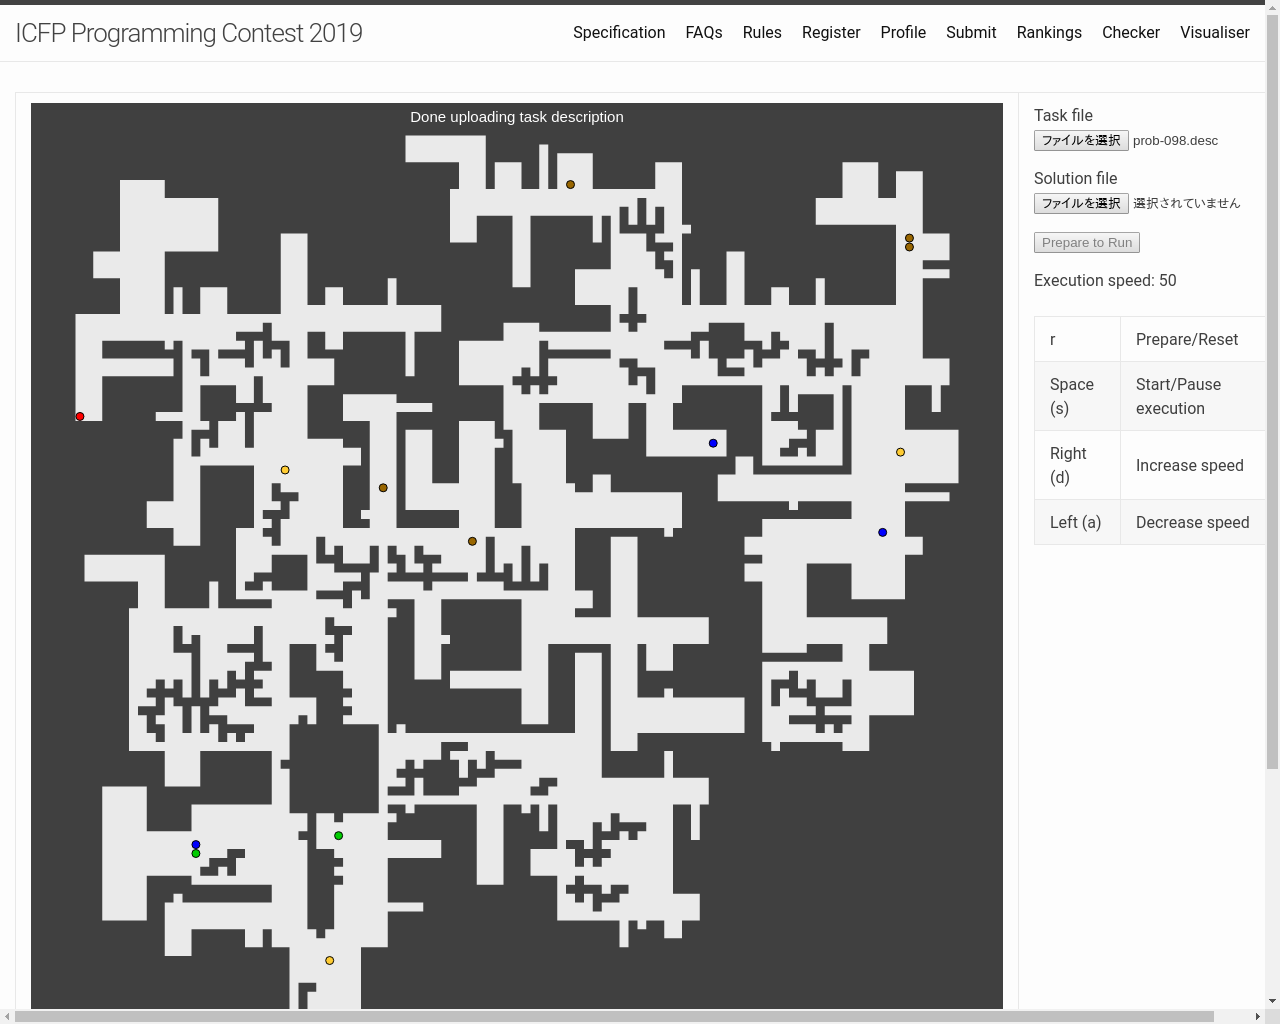 ICFP Programming Contest 2019
Specification FAQs Rules Register Profile Submit Rankings Checker Visualiser
Done uploading task description
Task file
ファイルを選択 prob-098.desc
Solution file
ファイルを選択 選択されていません
Prepare to Run
Execution speed: 50
r Prepare/Reset
Space (s) Start/Pause execution
Right (d) Increase speed
Left (a) Decrease speed